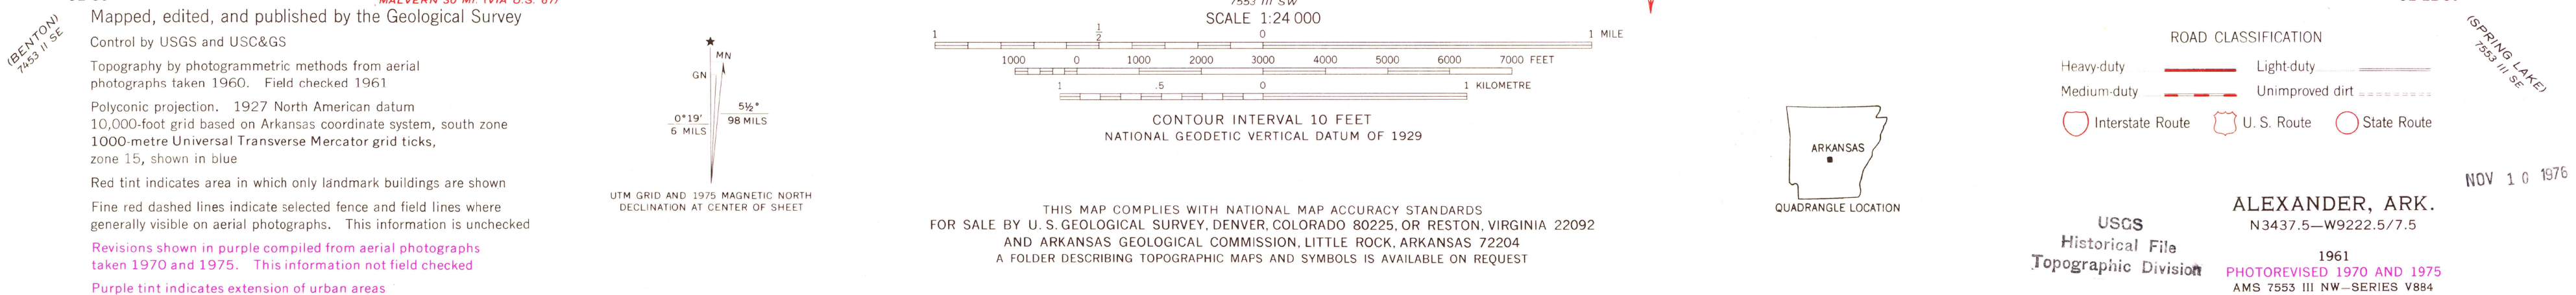 MALVERN 30 MI. (VIA U.S. 67)
(BENTON)
7453 II SE
Mapped, edited, and published by the Geological Survey
Control by USGS and USC&GS
Topography by photogrammetric methods from aerial
photographs taken 1960. Field checked 1961
Polyconic projection. 1927 North American datum
10,000-foot grid based on Arkansas coordinate system, south zone
1000-metre Universal Transverse Mercator grid ticks,
zone 15, shown in blue
Red tint indicates area in which only landmark buildings are shown
Fine red dashed lines indicate selected fence and field lines where
generally visible on aerial photographs. This information is unchecked
Revisions shown in purple compiled from aerial photographs
taken 1970 and 1975. This information not field checked
Purple tint indicates extension of urban areas
MN
GN
5½°
98 MILS
0°19'
6 MILS
UTM GRID AND 1975 MAGNETIC NORTH
DECLINATION AT CENTER OF SHEET
7553 III SW
SCALE 1:24 000
1 1/2 0 1 MILE
1000 0 1000 2000 3000 4000 5000 6000 7000 FEET
1 .5 0 1 KILOMETRE
CONTOUR INTERVAL 10 FEET
NATIONAL GEODETIC VERTICAL DATUM OF 1929
THIS MAP COMPLIES WITH NATIONAL MAP ACCURACY STANDARDS
FOR SALE BY U. S. GEOLOGICAL SURVEY, DENVER, COLORADO 80225, OR RESTON, VIRGINIA 22092
AND ARKANSAS GEOLOGICAL COMMISSION, LITTLE ROCK, ARKANSAS 72204
A FOLDER DESCRIBING TOPOGRAPHIC MAPS AND SYMBOLS IS AVAILABLE ON REQUEST
ARKANSAS
QUADRANGLE LOCATION
ROAD CLASSIFICATION
Heavy-duty Light-duty
Medium-duty Unimproved dirt
Interstate Route U. S. Route State Route
(SPRING LAKE)
7553 III SE
NOV 10 1976
USGS
Historical File
Topographic Division
ALEXANDER, ARK.
N3437.5—W9222.5/7.5
1961
PHOTOREVISED 1970 AND 1975
AMS 7553 III NW—SERIES V884